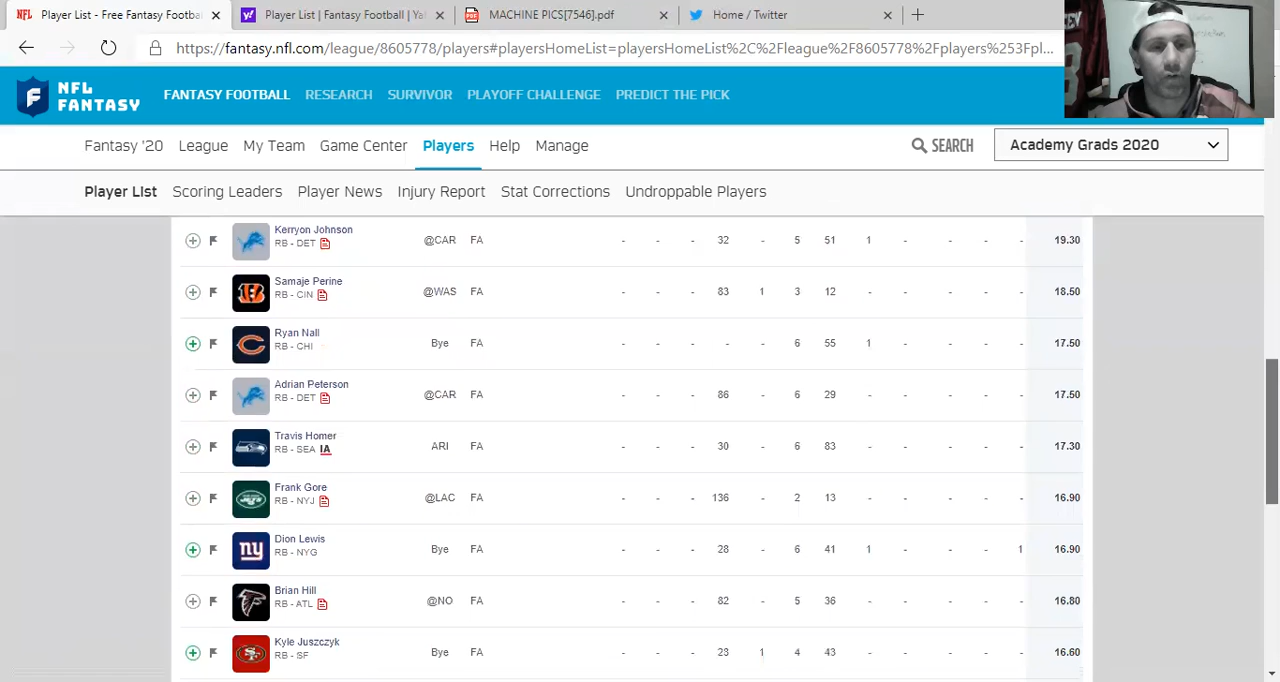 Player List - Free Fantasy Footba
Player List | Fantasy Football | Ya
MACHINE PICS[7546].pdf
Home / Twitter
https://fantasy.nfl.com/league/8605778/players#playersHomeList=playersHomeList%2C%2Fleague%2F8605778%2Fplayers%253Fpl...
NFL FANTASY FANTASY FOOTBALL RESEARCH SURVIVOR PLAYOFF CHALLENGE PREDICT THE PICK
Fantasy '20 League My Team Game Center Players Help Manage SEARCH Academy Grads 2020
Player List Scoring Leaders Player News Injury Report Stat Corrections Undroppable Players
Kerryon Johnson
RB - DET @CAR FA - - - 32 - 5 51 1 - - - - 19.30
Samaje Perine
RB - CIN @WAS FA - - - 83 1 3 12 - - - - - 18.50
Ryan Nall
RB - CHI Bye FA - - - - - 6 55 1 - - - - 17.50
Adrian Peterson
RB - DET @CAR FA - - - 86 - 6 29 - - - - - 17.50
Travis Homer
RB - SEA IA ARI FA - - - 30 - 6 83 - - - - - 17.30
Frank Gore
RB - NYJ @LAC FA - - - 136 - 2 13 - - - - - 16.90
Dion Lewis
RB - NYG Bye FA - - - 28 - 6 41 1 - - - 1 16.90
Brian Hill
RB - ATL @NO FA - - - 82 - 5 36 - - - - - 16.80
Kyle Juszczyk
RB - SF Bye FA - - - 23 1 4 43 - - - - - 16.60